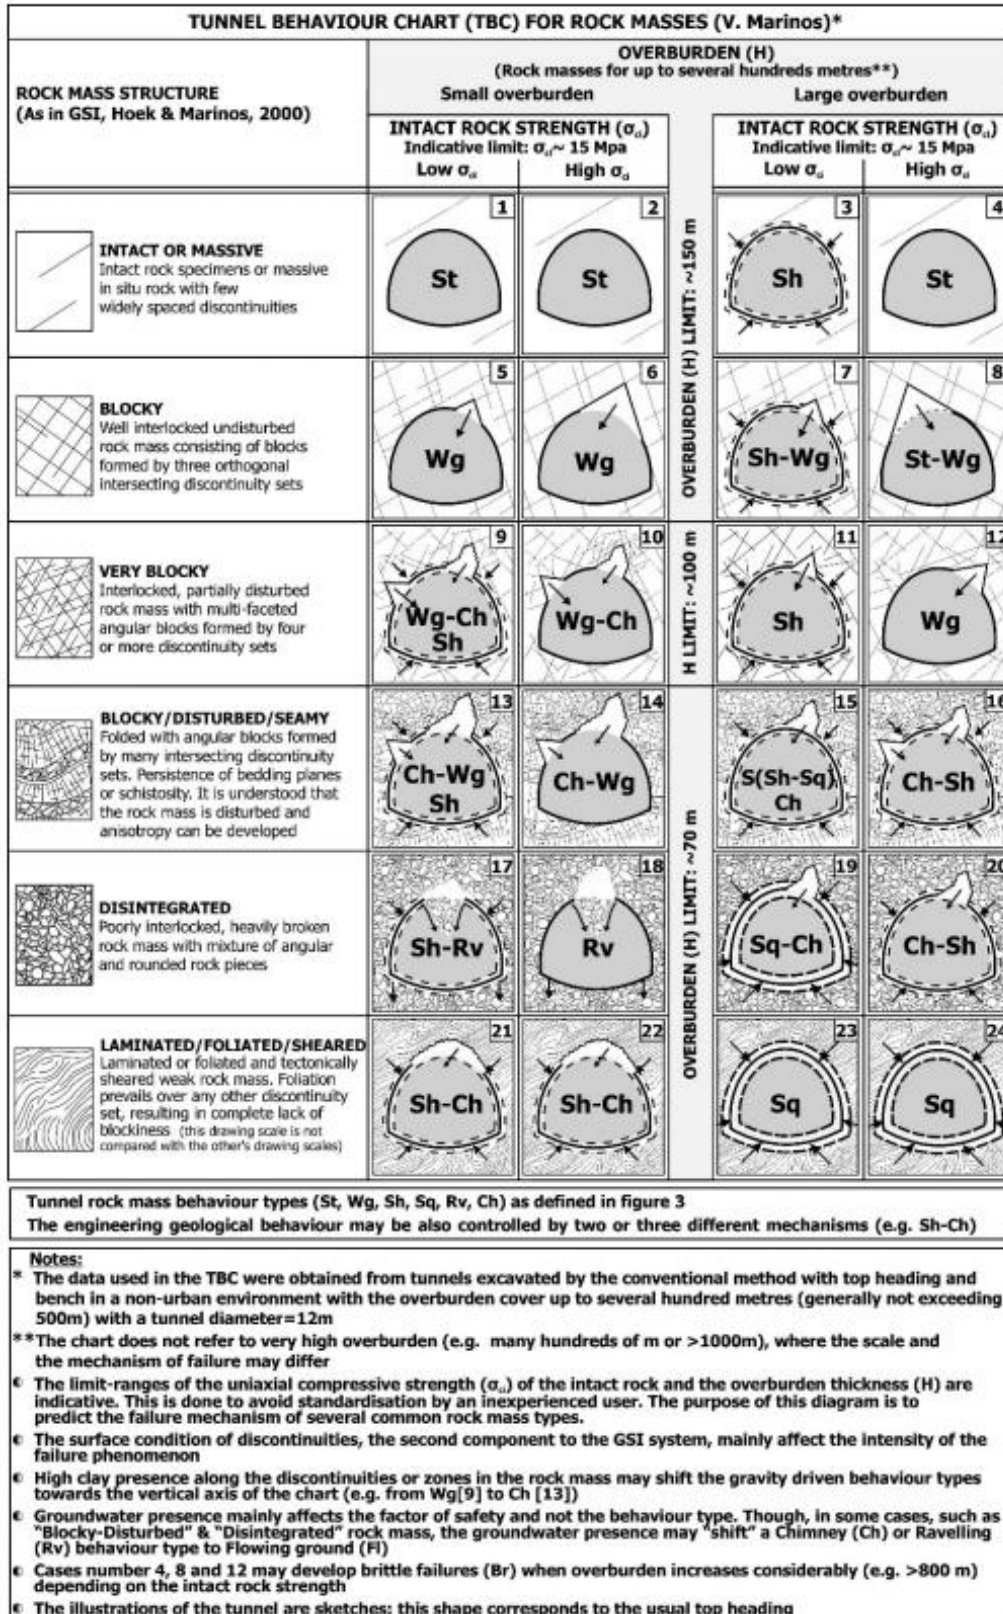 TUNNEL BEHAVIOUR CHART (TBC) FOR ROCK MASSES (V. Marinos)*
ROCK MASS STRUCTURE
(As in GSI, Hoek & Marinos, 2000)
OVERBURDEN (H)
(Rock masses for up to several hundreds metres**)
Small overburden
Large overburden
INTACT ROCK STRENGTH (σci)
Indicative limit: σci~ 15 Mpa
Low σci
High σci
INTACT ROCK STRENGTH (σci)
Indicative limit: σci~ 15 Mpa
Low σci
High σci
OVERBURDEN (H) LIMIT: ~150 m
H LIMIT: ~100 m
OVERBURDEN (H) LIMIT: ~70 m
INTACT OR MASSIVE
Intact rock specimens or massive
in situ rock with few
widely spaced discontinuities
1
St
2
St
3
Sh
4
St
BLOCKY
Well interlocked undisturbed
rock mass consisting of blocks
formed by three orthogonal
intersecting discontinuity sets
5
Wg
6
Wg
7
Sh-Wg
8
St-Wg
VERY BLOCKY
Interlocked, partially disturbed
rock mass with multi-faceted
angular blocks formed by four
or more discontinuity sets
9
Wg-Ch
Sh
10
Wg-Ch
11
Sh
12
Wg
BLOCKY/DISTURBED/SEAMY
Folded with angular blocks formed
by many intersecting discontinuity
sets. Persistence of bedding planes
or schistosity. It is understood that
the rock mass is disturbed and
anisotropy can be developed
13
Ch-Wg
Sh
14
Ch-Wg
15
S(Sh-Sq)
Ch
16
Ch-Sh
DISINTEGRATED
Poorly interlocked, heavily broken
rock mass with mixture of angular
and rounded rock pieces
17
Sh-Rv
18
Rv
19
Sq-Ch
20
Ch-Sh
LAMINATED/FOLIATED/SHEARED
Laminated or foliated and tectonically
sheared weak rock mass. Foliation
prevails over any other discontinuity
set, resulting in complete lack of
blockiness (this drawing scale is not
compared with the other's drawing scales)
21
Sh-Ch
22
Sh-Ch
23
Sq
24
Sq
Tunnel rock mass behaviour types (St, Wg, Sh, Sq, Rv, Ch) as defined in figure 3
The engineering geological behaviour may be also controlled by two or three different mechanisms (e.g. Sh-Ch)
Notes:
* The data used in the TBC were obtained from tunnels excavated by the conventional method with top heading and
bench in a non-urban environment with the overburden cover up to several hundred metres (generally not exceeding
500m) with a tunnel diameter=12m
**The chart does not refer to very high overburden (e.g. many hundreds of m or >1000m), where the scale and
the mechanism of failure may differ
The limit-ranges of the uniaxial compressive strength (σci) of the intact rock and the overburden thickness (H) are
indicative. This is done to avoid standardisation by an inexperienced user. The purpose of this diagram is to
predict the failure mechanism of several common rock mass types.
The surface condition of discontinuities, the second component to the GSI system, mainly affect the intensity of the
failure phenomenon
High clay presence along the discontinuities or zones in the rock mass may shift the gravity driven behaviour types
towards the vertical axis of the chart (e.g. from Wg[9] to Ch [13])
Groundwater presence mainly affects the factor of safety and not the behaviour type. Though, in some cases, such as
"Blocky-Disturbed" & "Disintegrated" rock mass, the groundwater presence may "shift" a Chimney (Ch) or Ravelling
(Rv) behaviour type to Flowing ground (Fl)
Cases number 4, 8 and 12 may develop brittle failures (Br) when overburden increases considerably (e.g. >800 m)
depending on the intact rock strength
The illustrations of the tunnel are sketches; this shape corresponds to the usual top heading